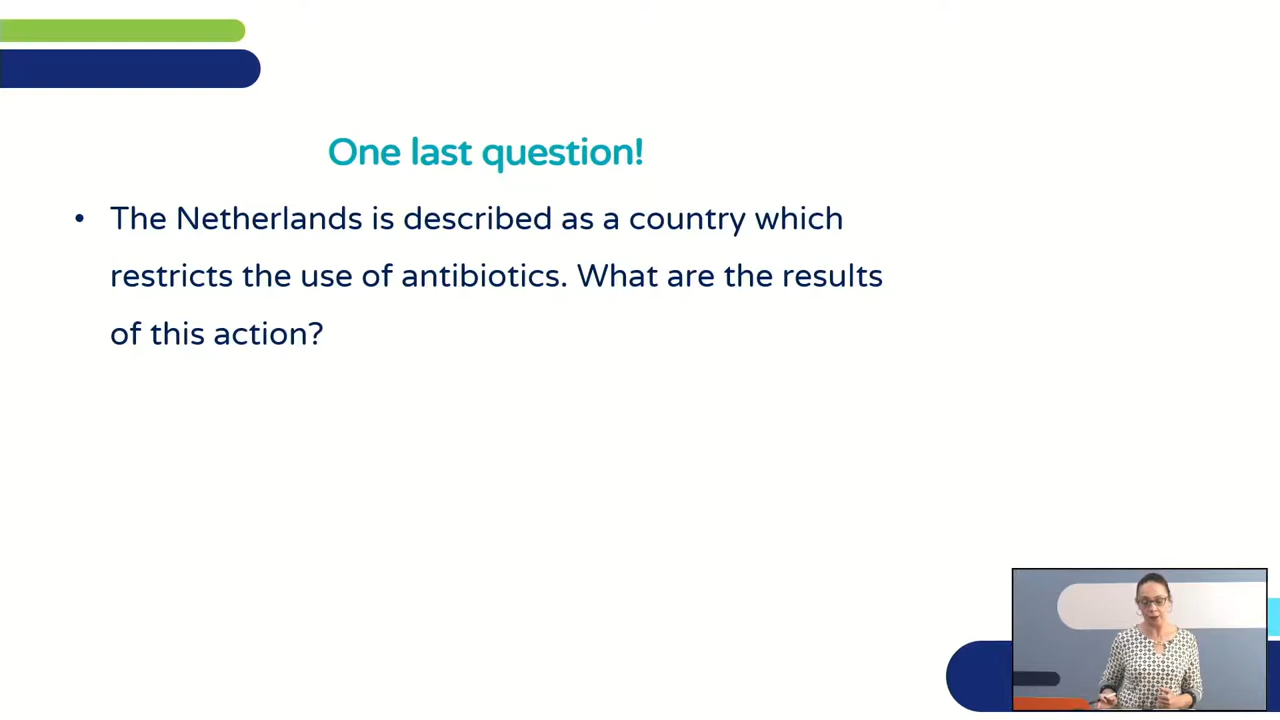 One last question!
• The Netherlands is described as a country which
restricts the use of antibiotics. What are the results
of this action?